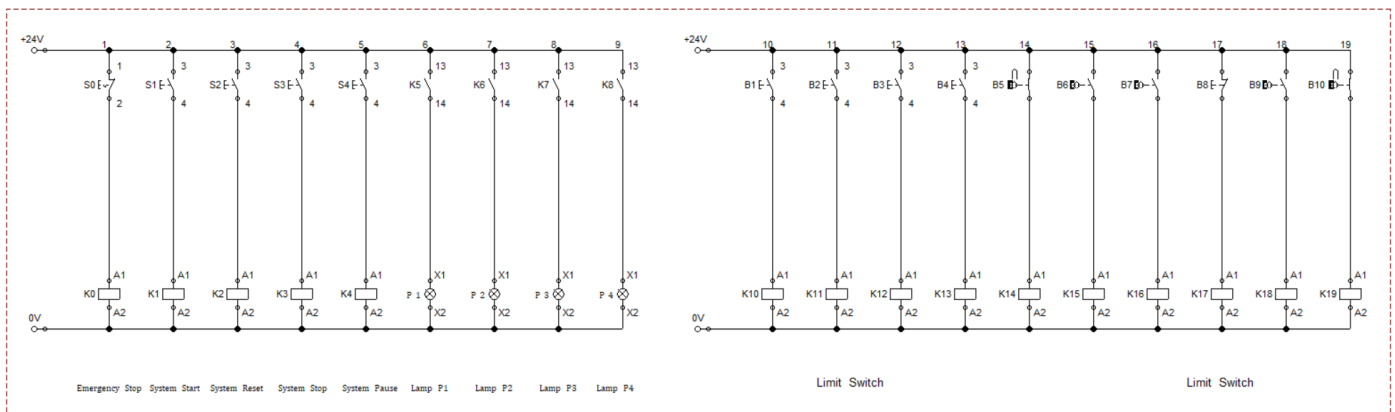 +24V 1 2 3 4 5 6 7 8 9 +24V 10 11 12 13 14 15 16 17 18 19
1 3 3 3 3 13 13 13 13 3 3 3 3
S0 S1 S2 S3 S4 K5 K6 K7 K8 B1 B2 B3 B4 B5 B6 B7 B8 B9 B10
2 4 4 4 4 14 14 14 14 4 4 4 4
A1 A1 A1 A1 A1 X1 X1 X1 X1 A1 A1 A1 A1 A1 A1 A1 A1 A1 A1
K0 K1 K2 K3 K4 P 1 P 2 P 3 P 4 K10 K11 K12 K13 K14 K15 K16 K17 K18 K19
0V A2 A2 A2 A2 A2 X2 X2 X2 X2 0V A2 A2 A2 A2 A2 A2 A2 A2 A2 A2
Emergency Stop System Start System Reset System Stop System Pause Lamp P1 Lamp P2 Lamp P3 Lamp P4 Limit Switch Limit Switch